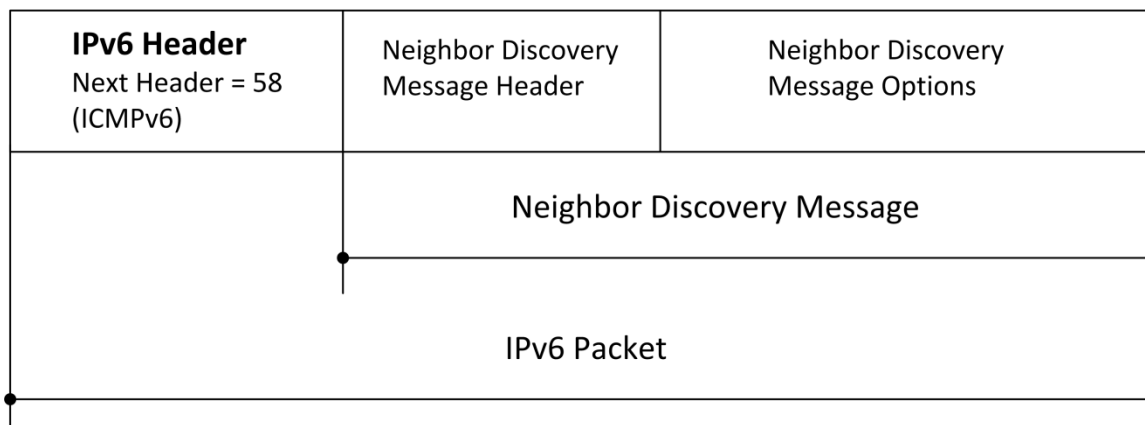 IPv6 Header
Next Header = 58
(ICMPv6)
Neighbor Discovery
Message Header
Neighbor Discovery
Message Options
Neighbor Discovery Message
IPv6 Packet